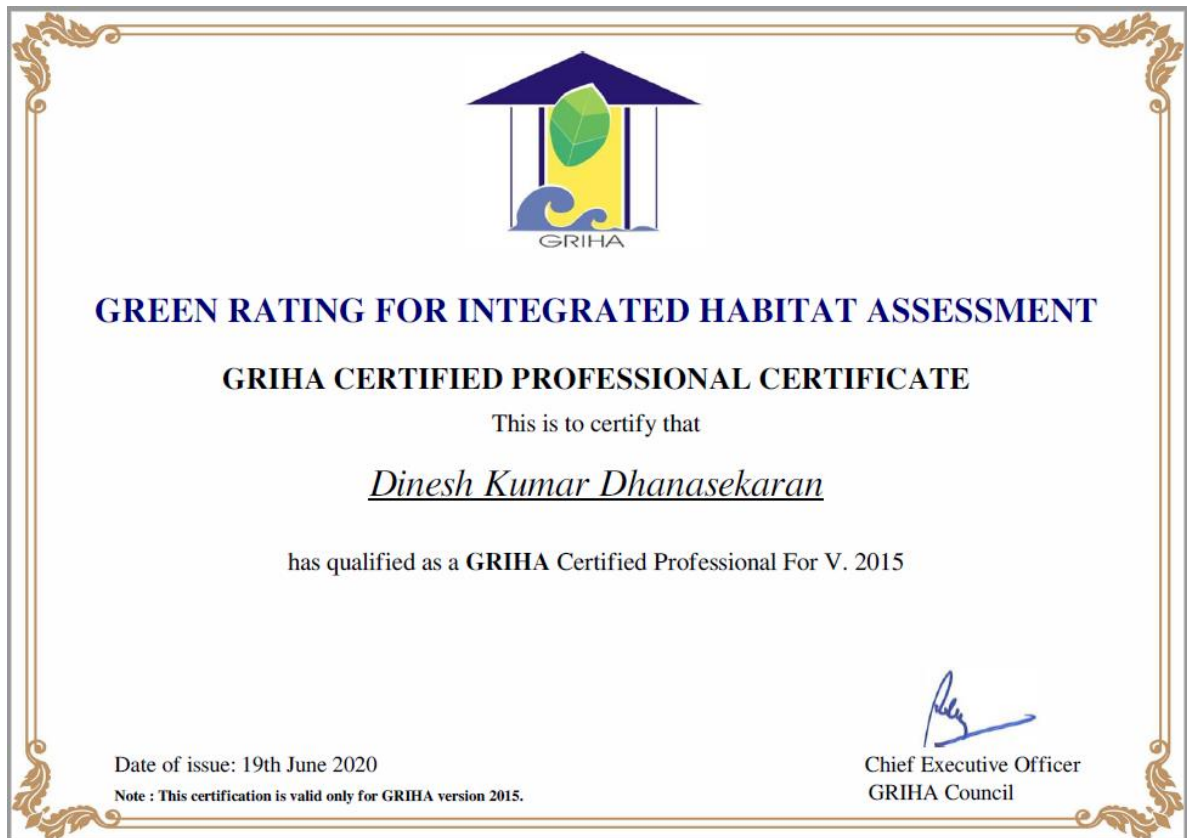 GRIHA
GREEN RATING FOR INTEGRATED HABITAT ASSESSMENT
GRIHA CERTIFIED PROFESSIONAL CERTIFICATE
This is to certify that
Dinesh Kumar Dhanasekaran
has qualified as a GRIHA Certified Professional For V. 2015
Date of issue: 19th June 2020
Note : This certification is valid only for GRIHA version 2015.
Chief Executive Officer
GRIHA Council